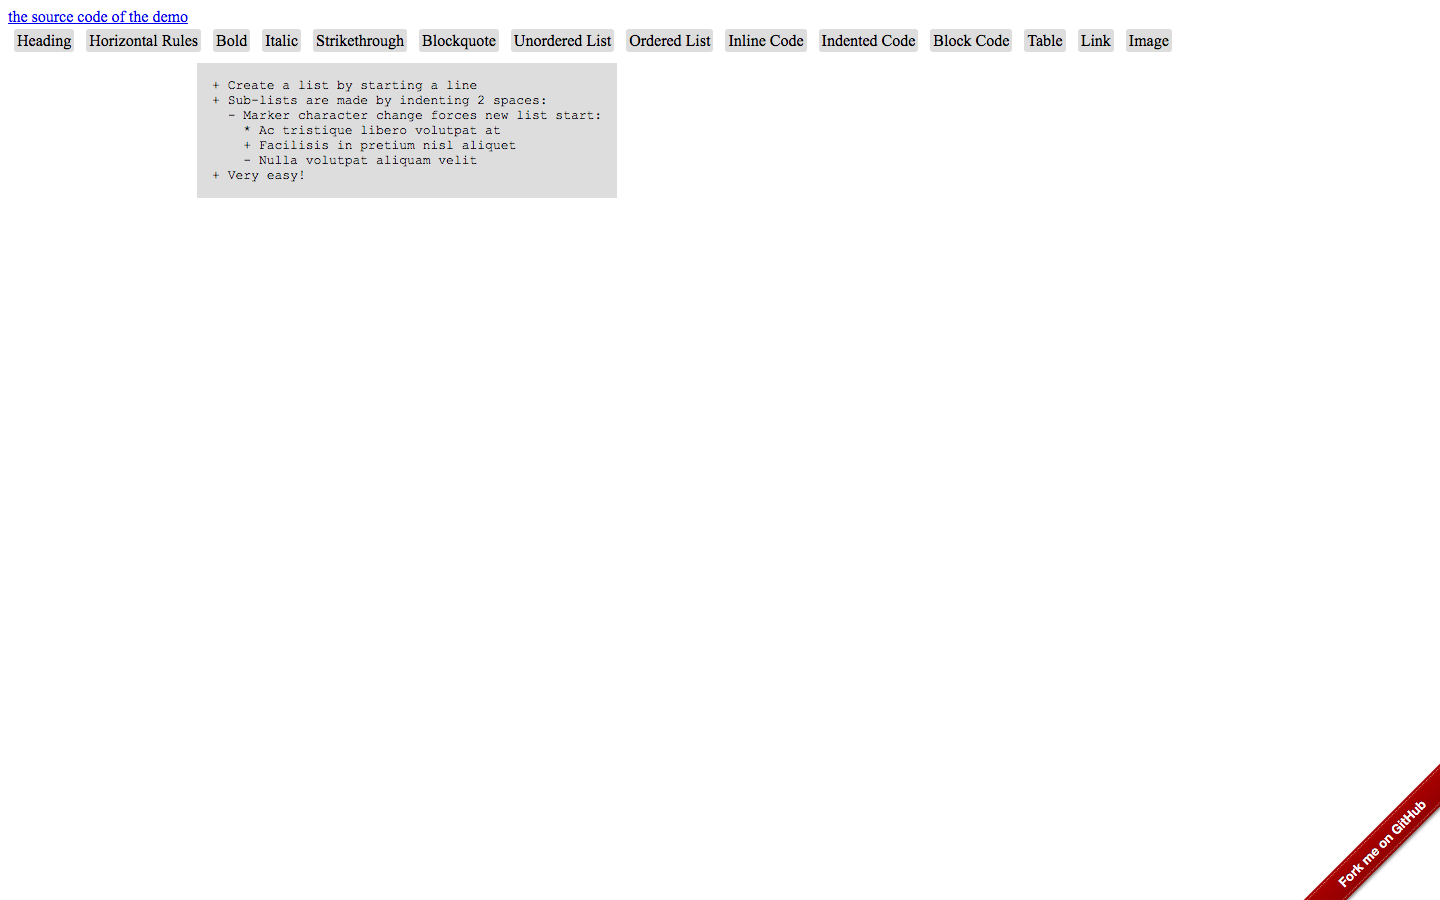 the source code of the demo
Heading Horizontal Rules Bold Italic Strikethrough Blockquote Unordered List Ordered List Inline Code Indented Code Block Code Table Link Image
+ Create a list by starting a line
+ Sub-lists are made by indenting 2 spaces:
  - Marker character change forces new list start:
    * Ac tristique libero volutpat at
    + Facilisis in pretium nisl aliquet
    - Nulla volutpat aliquam velit
+ Very easy!
Fork me on GitHub